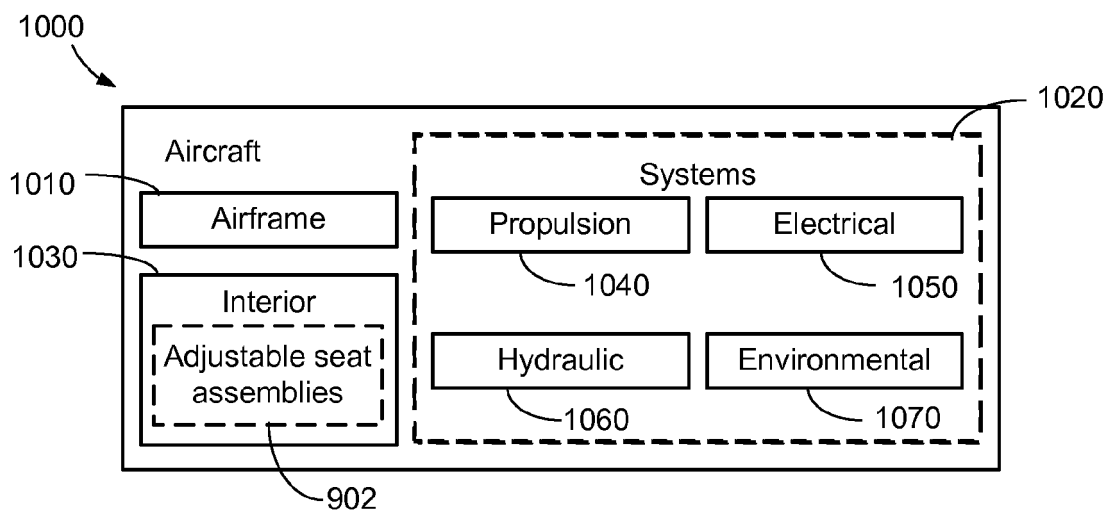 1000
1020
Aircraft
Systems
1010
Airframe
Propulsion
Electrical
1030
1040
1050
Interior
Adjustable seat
assemblies
Hydraulic
Environmental
1060
1070
902